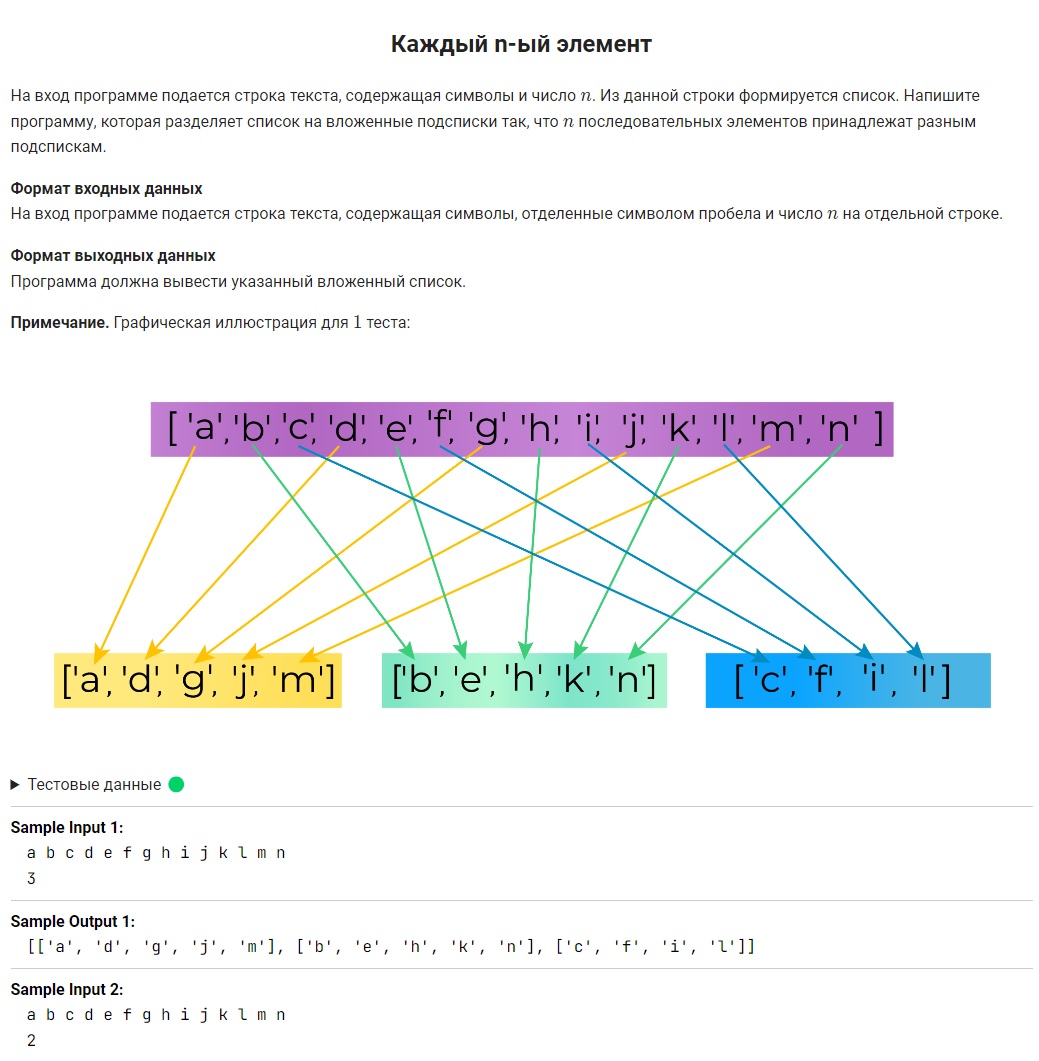 Каждый n-ый элемент
На вход программе подается строка текста, содержащая символы и число n. Из данной строки формируется список. Напишите
программу, которая разделяет список на вложенные подсписки так, что n последовательных элементов принадлежат разным
подспискам.
Формат входных данных
На вход программе подается строка текста, содержащая символы, отделенные символом пробела и число n на отдельной строке.
Формат выходных данных
Программа должна вывести указанный вложенный список.
Примечание. Графическая иллюстрация для 1 теста:
[ 'a', 'b', 'c', 'd', 'e', 'f', 'g', 'h, 'i, 'j, 'k', 'l', 'm', 'n' ]
['a', 'd', 'g', 'j', 'm'] ['b', 'e', 'h', 'k', 'n'] [ 'c', 'f', 'i' , 'l' ]
Тестовые данные
Sample Input 1:
a b c d e f g h i j k l m n
3
Sample Output 1:
[['a', 'd', 'g', 'j', 'm'], ['b', 'e', 'h', 'k', 'n'], ['c', 'f', 'i', 'l']]
Sample Input 2:
a b c d e f g h i j k l m n
2